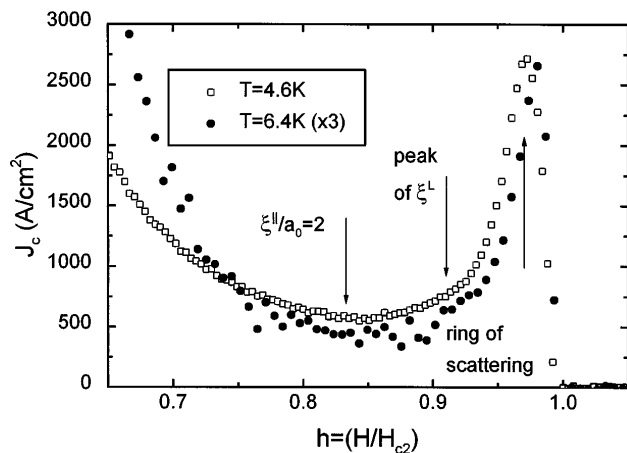 3000
2500
2000
1500
1000
500
0
J_c (A/cm²)
T=4.6K
T=6.4K (x3)
peak
of ξ^L
ξ^||/a_0=2
ring of
scattering
0.7
0.8
0.9
1.0
h=(H/H_c2)